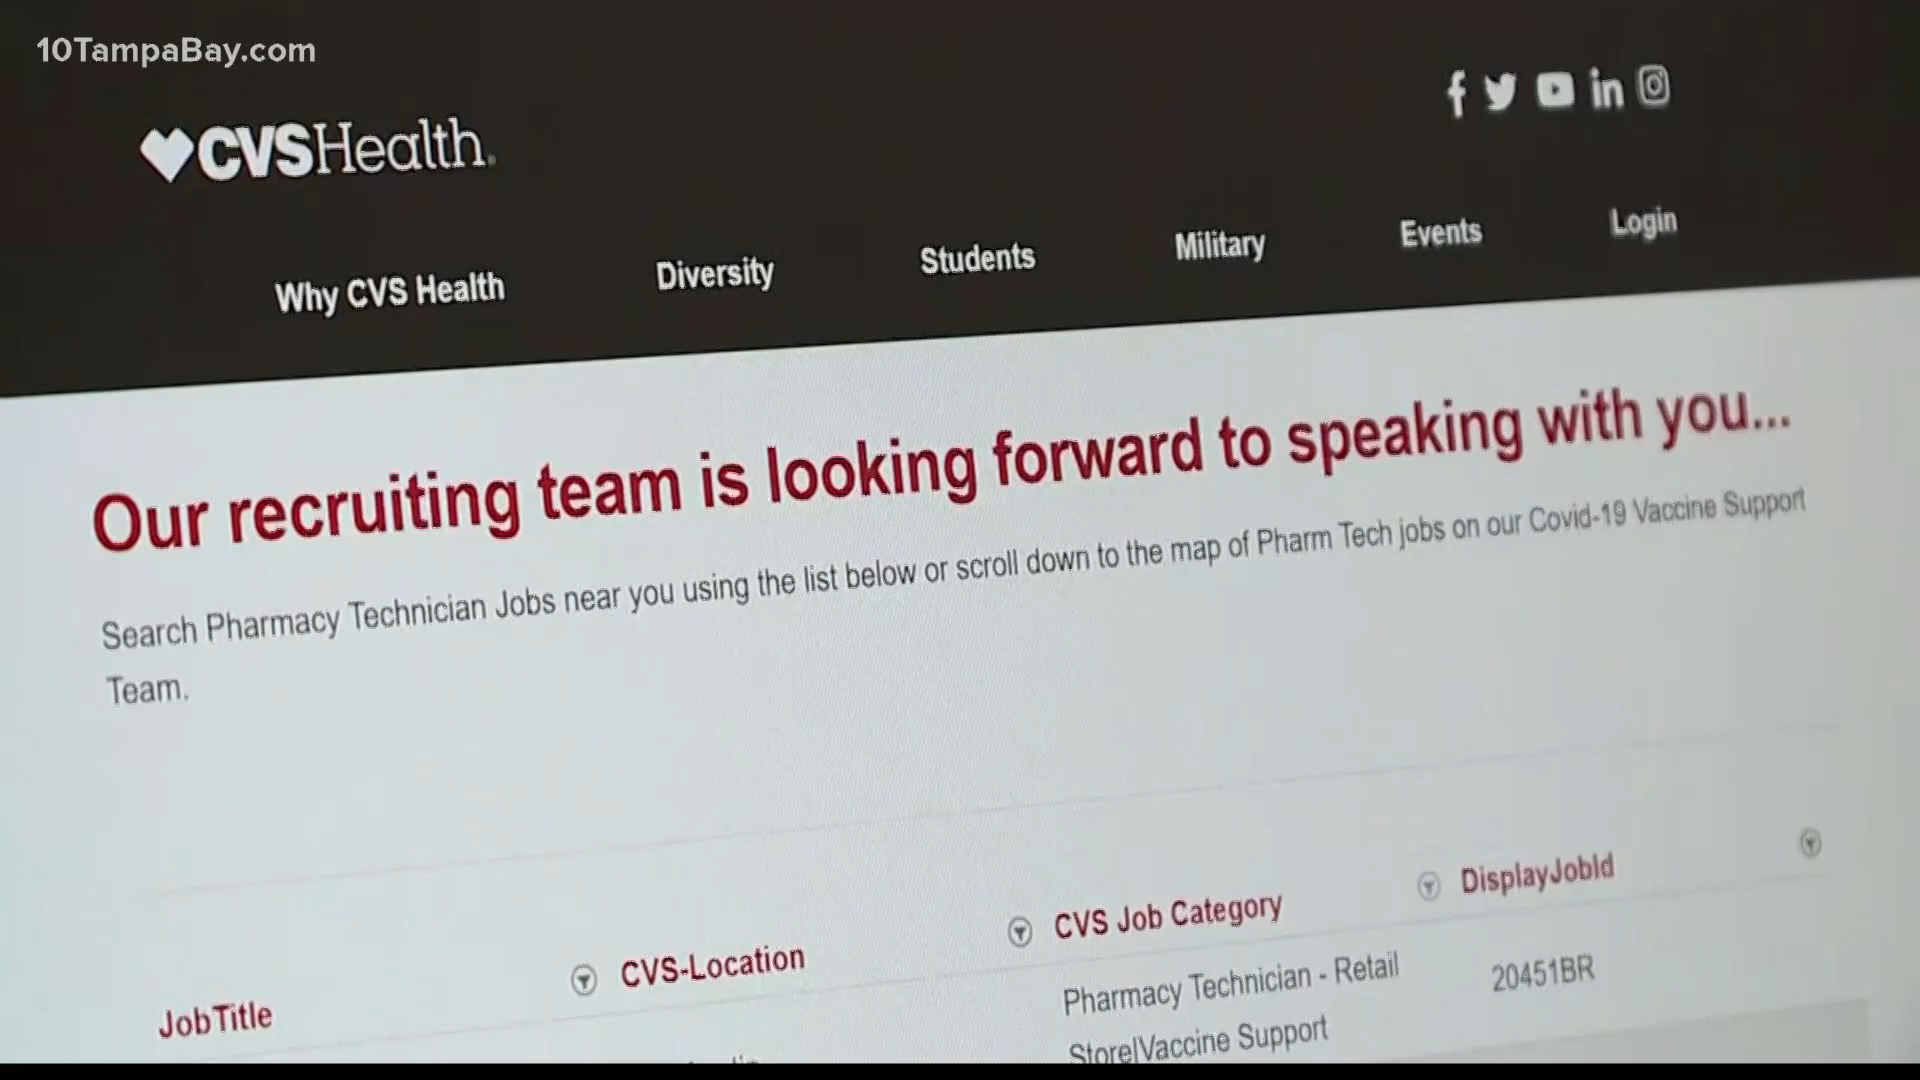 10TampaBay.com
CVSHealth.
Why CVS Health Diversity Students Military Events Login
Our recruiting team is looking forward to speaking with you...
Search Pharmacy Technician Jobs near you using the list below or scroll down to the map of Pharm Tech jobs on our Covid-19 Vaccine Support
Team.
JobTitle CVS-Location CVS Job Category DisplayJobId
Pharmacy Technician - Retail 20451BR
Store|Vaccine Support